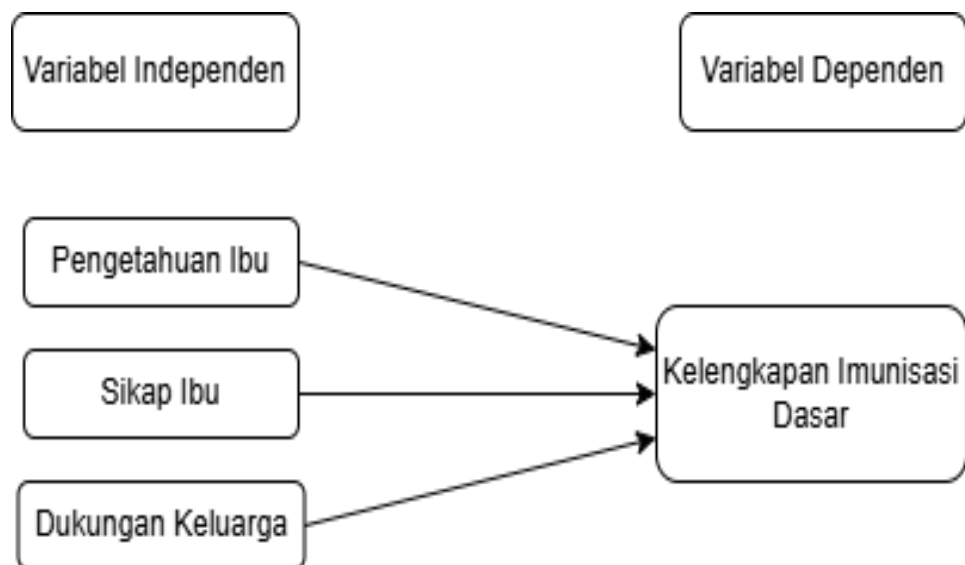 Variabel Independen
Variabel Dependen
Pengetahuan Ibu
Sikap Ibu
Dukungan Keluarga
Kelengkapan Imunisasi
Dasar